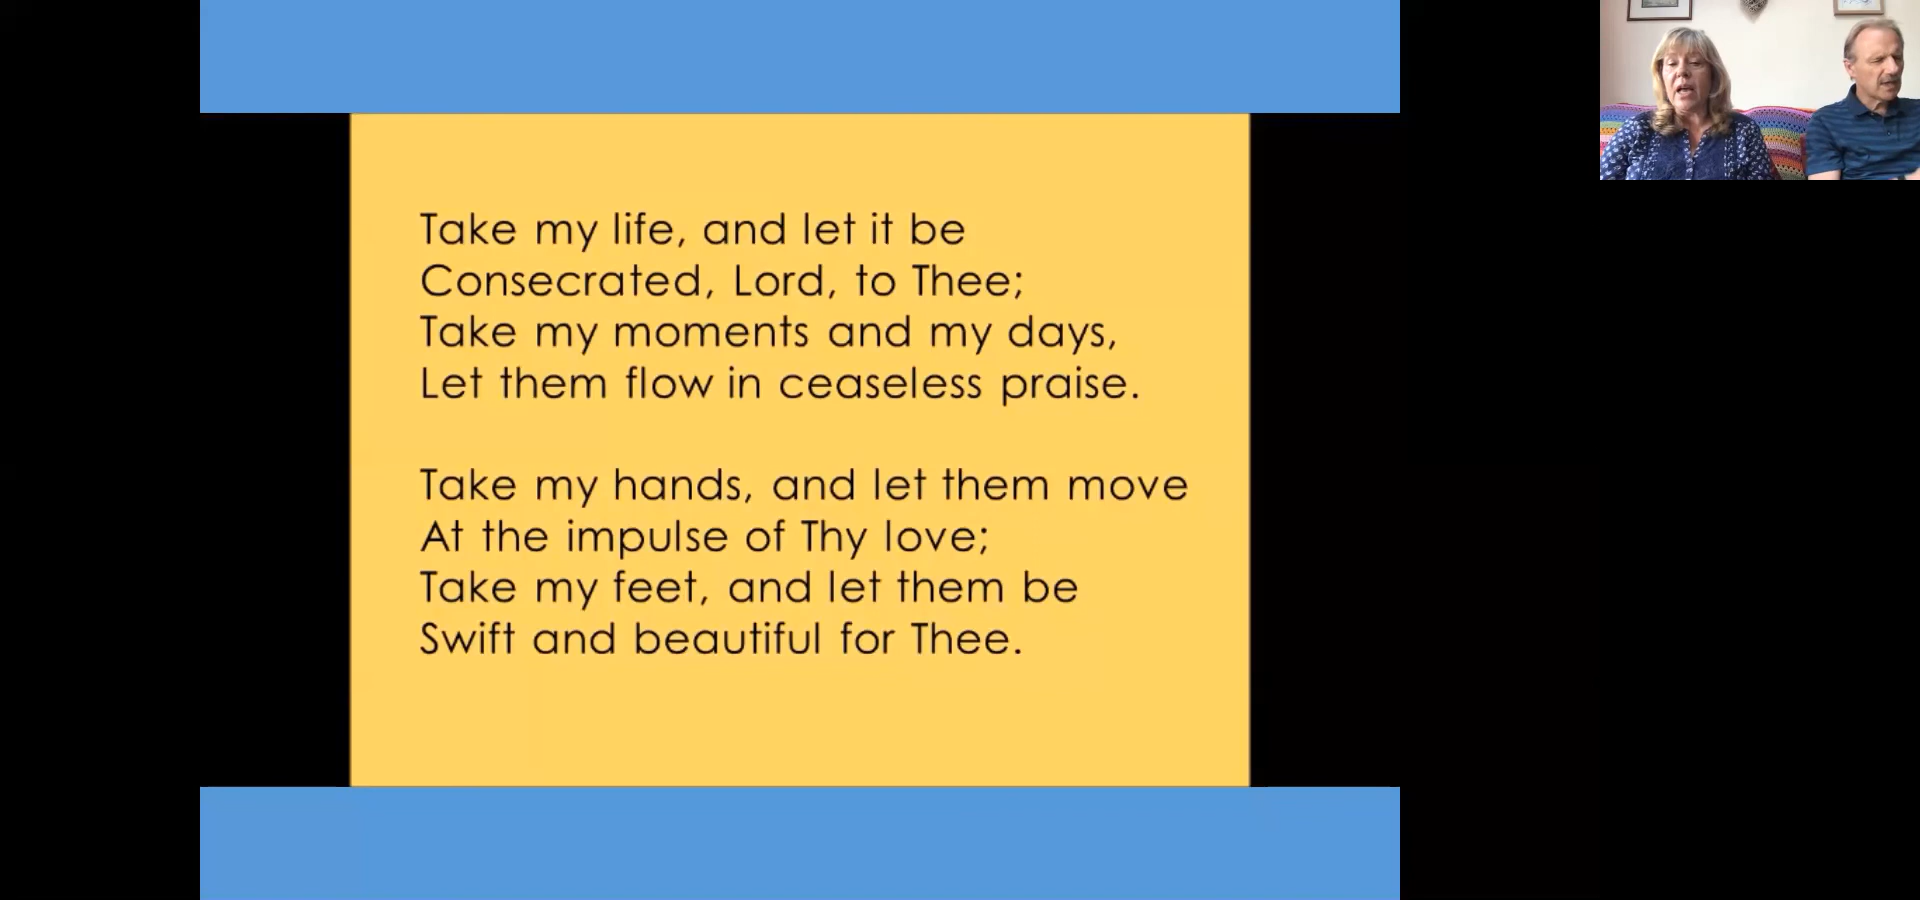 Take my life, and let it be
Consecrated, Lord, to Thee;
Take my moments and my days,
Let them flow in ceaseless praise.
Take my hands, and let them move
At the impulse of Thy love;
Take my feet, and let them be
Swift and beautiful for Thee.